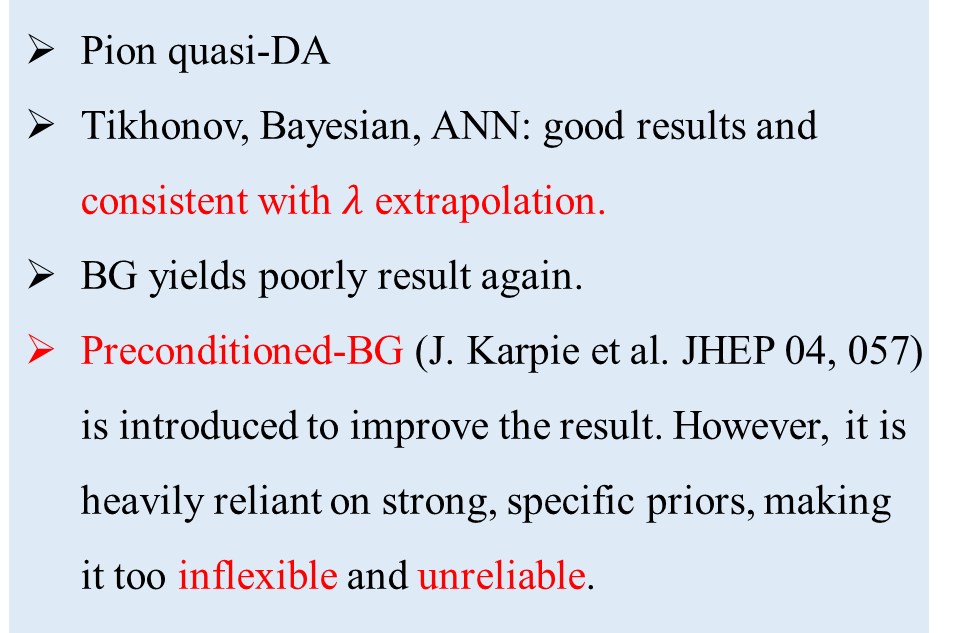 ➢ Pion quasi-DA
➢ Tikhonov, Bayesian, ANN: good results and
consistent with λ extrapolation.
➢ BG yields poorly result again.
➢ Preconditioned-BG (J. Karpie et al. JHEP 04, 057)
is introduced to improve the result. However, it is
heavily reliant on strong, specific priors, making
it too inflexible and unreliable.